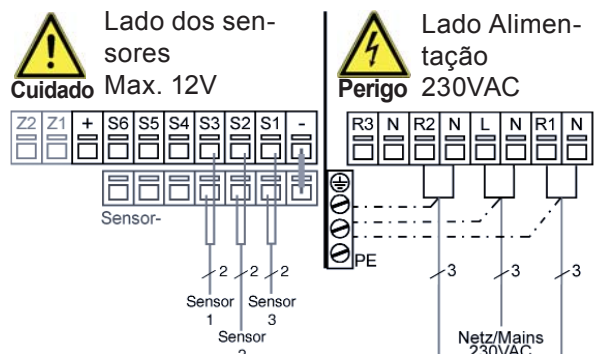 Lado dos sen-
sores
Cuidado Max. 12V
Z2 Z1 + S6 S5 S4 S3 S2 S1 -
Sensor-
2 2 2
Sensor Sensor
1 3
Sensor
Lado Alimen-
tação
Perigo 230VAC
R3 N R2 N L N R1 N
PE
3 3 3
Netz/Mains
230VAC